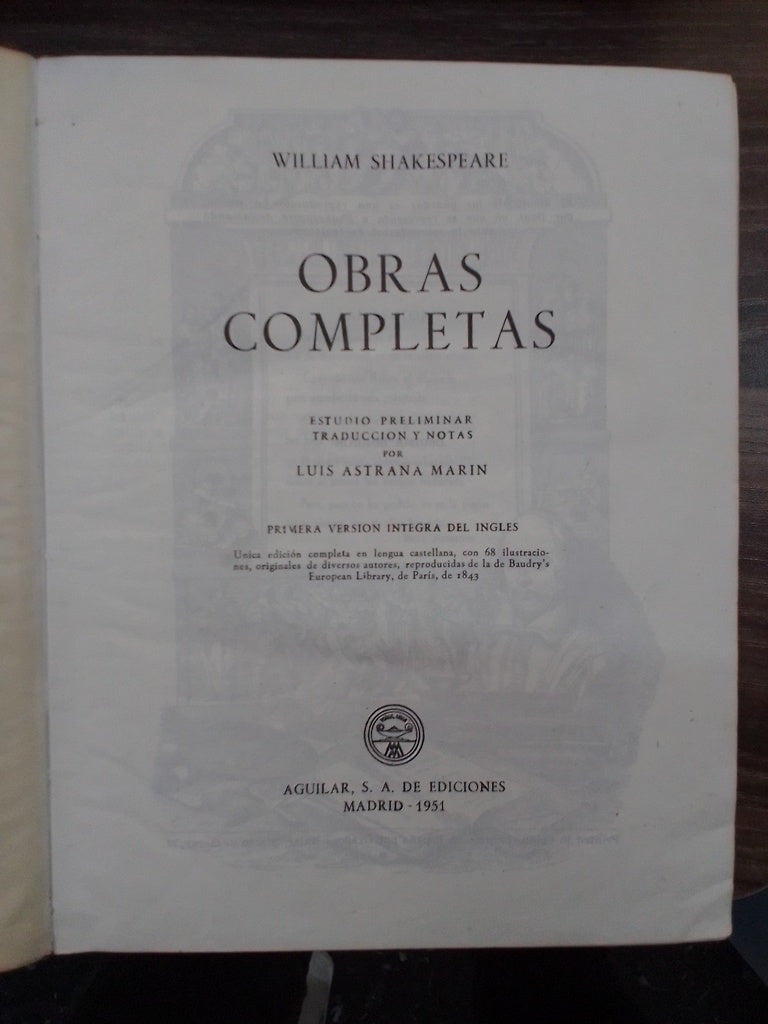 WILLIAM SHAKESPEARE
OBRAS
COMPLETAS
ESTUDIO PRELIMINAR
TRADUCCION Y NOTAS
POR
LUIS ASTRANA MARIN
PRIMERA VERSION INTEGRA DEL INGLES
Unica edición completa en lengua castellana, con 68 ilustracio-
nes, originales de diversos autores, reproducidas de la de Baudry's
European Library, de París, de 1843
AGUILAR, S. A. DE EDICIONES
MADRID - 1951